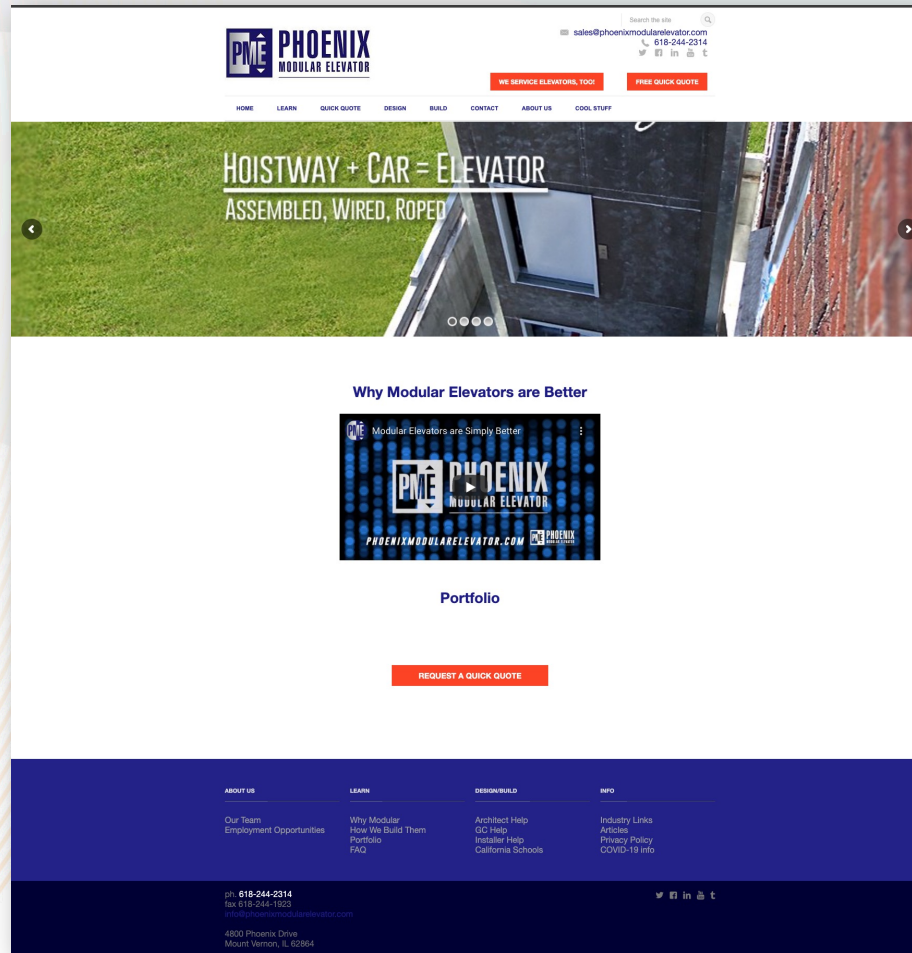 Search the site
sales@phoenixmodularelevator.com
618-244-2314
PME PHOENIX
MODULAR ELEVATOR
WE SERVICE ELEVATORS, TOO!
FREE QUICK QUOTE
HOME LEARN QUICK QUOTE DESIGN BUILD CONTACT ABOUT US COOL STUFF
HOISTWAY + CAR = ELEVATOR
ASSEMBLED, WIRED, ROPED
Why Modular Elevators are Better
PME Modular Elevators are Simply Better
PME PHOENIX
MODULAR ELEVATOR
PHOENIXMODULARELEVATOR.COM PME PHOENIX
MODULAR ELEVATOR
Portfolio
REQUEST A QUICK QUOTE
ABOUT US
Our Team
Employment Opportunities
LEARN
Why Modular
How We Build Them
Portfolio
FAQ
DESIGN/BUILD
Architect Help
GC Help
Installer Help
California Schools
INFO
Industry Links
Articles
Privacy Policy
COVID-19 info
ph. 618-244-2314
fax 618-244-1923
info@phoenixmodularelevator.com
4800 Phoenix Drive
Mount Vernon, IL 62864